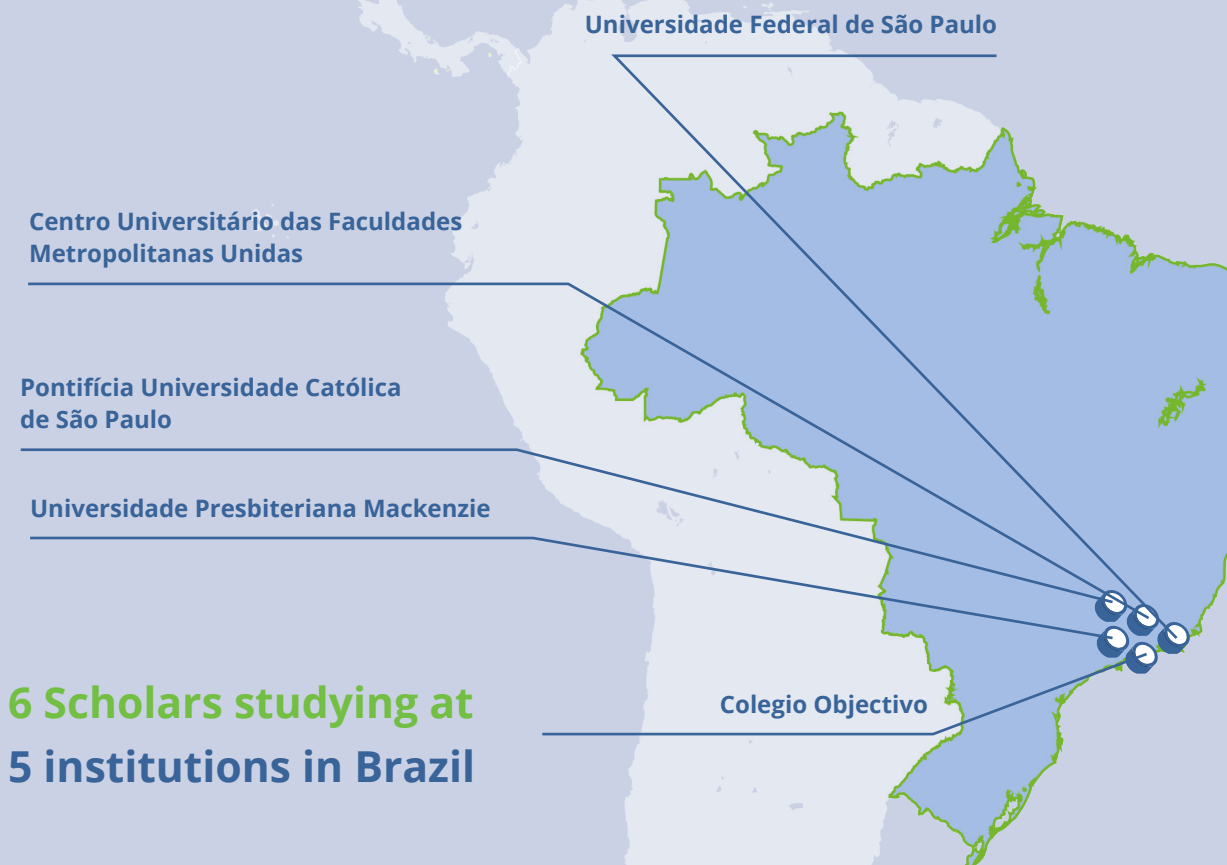 Universidade Federal de São Paulo
Centro Universitário das Faculdades
Metropolitanas Unidas
Pontifícia Universidade Católica
de São Paulo
Universidade Presbiteriana Mackenzie
Colegio Objectivo
6 Scholars studying at
5 institutions in Brazil